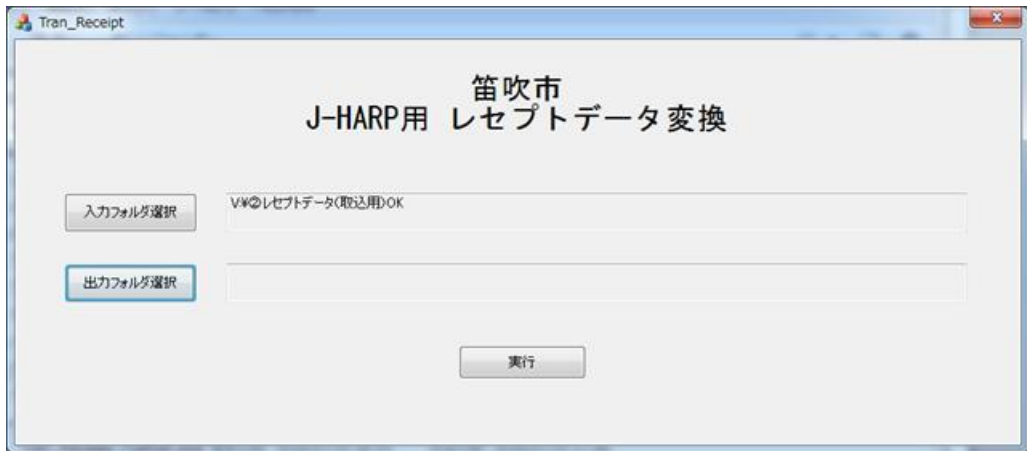 Tran_Receipt
笛吹市
J-HARP用 レセプトデータ変換
入力フォルダ選択
V:¥②レセプトデータ(取込用)OK
出力フォルダ選択
実行